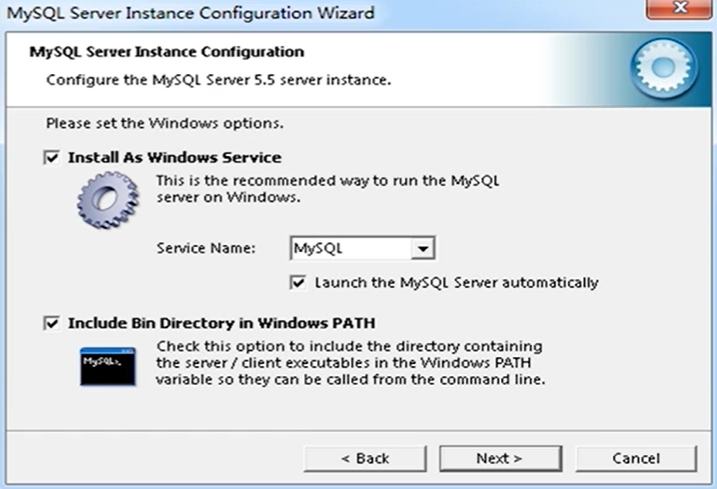 MySQL Server Instance Configuration Wizard
MySQL Server Instance Configuration
Configure the MySQL Server 5.5 server instance.
Please set the Windows options.
Install As Windows Service
This is the recommended way to run the MySQL
server on Windows.
Service Name: MySQL
Launch the MySQL Server automatically
Include Bin Directory in Windows PATH
MySQL>_
Check this option to include the directory containing
the server / client executables in the Windows PATH
variable so they can be called from the command line.
< Back Next > Cancel